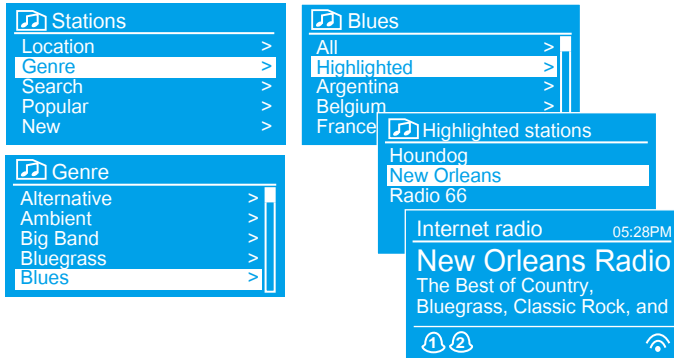 Stations
Location >
Genre >
Search >
Popular >
New >
Genre
Alternative >
Ambient >
Big Band >
Bluegrass >
Blues >
Blues
All >
Highlighted >
Argentina >
Belgium >
France
Highlighted stations
Houndog
New Orleans
Radio 66
Internet radio 05:28PM
New Orleans Radio
The Best of Country,
Bluegrass, Classic Rock, and
1 2